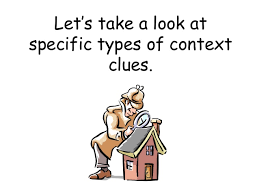 Let's take a look at
specific types of context
clues.